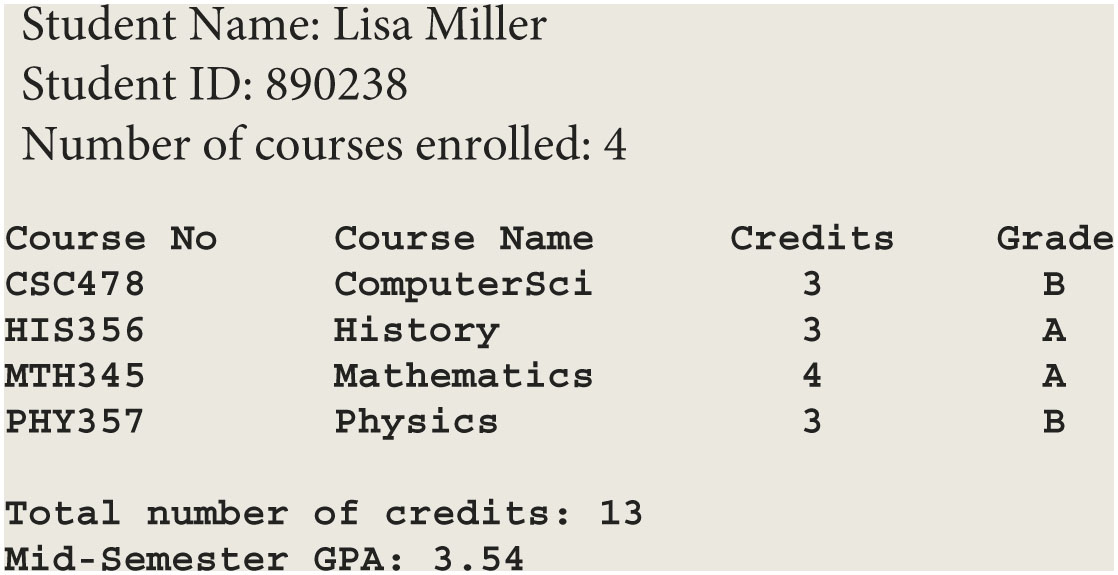 Student Name: Lisa Miller
Student ID: 890238
Number of courses enrolled: 4
Course No Course Name Credits Grade
CSC478 ComputerSci 3 B
HIS356 History 3 A
MTH345 Mathematics 4 A
PHY357 Physics 3 B
Total number of credits: 13
Mid-Semester GPA: 3.54